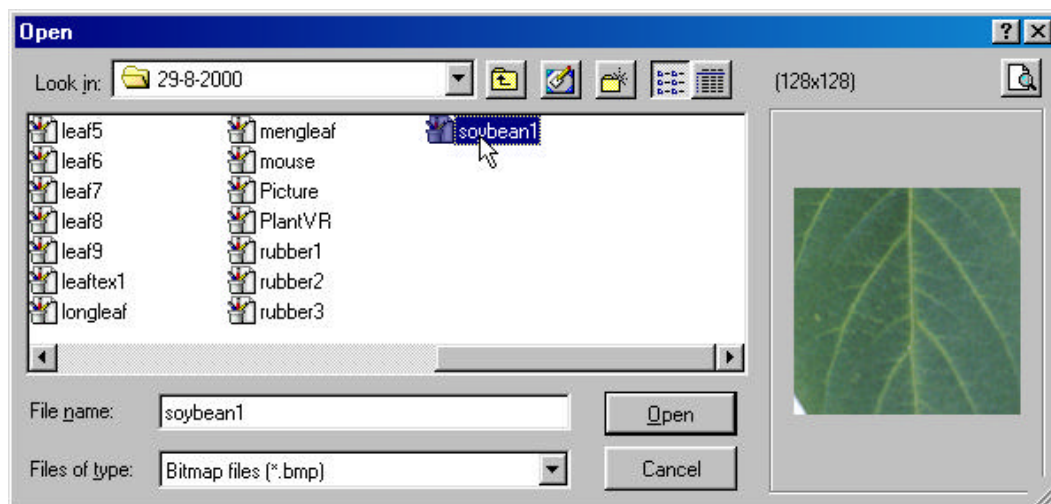 Open
Look in: 29-8-2000 (128x128)
leaf5 mengleaf soybean1
leaf6 mouse
leaf7 Picture
leaf8 PlantVR
leaf9 rubber1
leaftex1 rubber2
longleaf rubber3
File name: soybean1 Open
Files of type: Bitmap files (*.bmp) Cancel